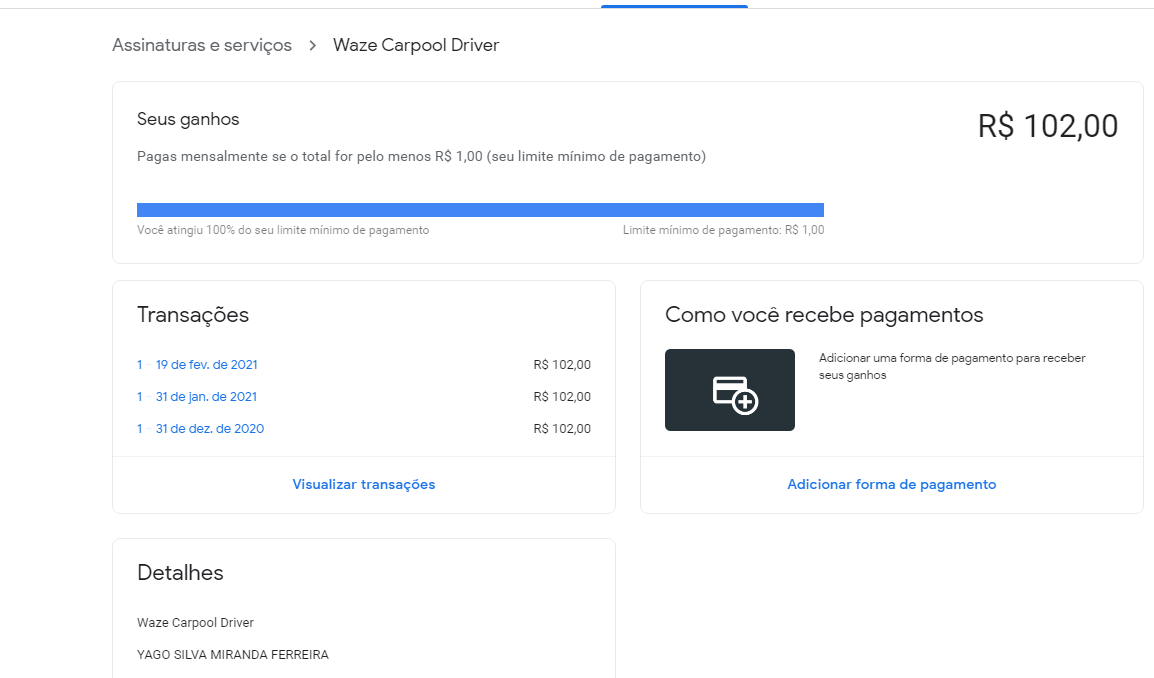 Assinaturas e serviços > Waze Carpool Driver
Seus ganhos
R$ 102,00
Pagas mensalmente se o total for pelo menos R$ 1,00 (seu limite mínimo de pagamento)
Você atingiu 100% do seu limite mínimo de pagamento
Limite mínimo de pagamento: R$ 1,00
Transações
1 – 19 de fev. de 2021 R$ 102,00
1 – 31 de jan. de 2021 R$ 102,00
1 – 31 de dez. de 2020 R$ 102,00
Visualizar transações
Como você recebe pagamentos
Adicionar uma forma de pagamento para receber
seus ganhos
Adicionar forma de pagamento
Detalhes
Waze Carpool Driver
YAGO SILVA MIRANDA FERREIRA